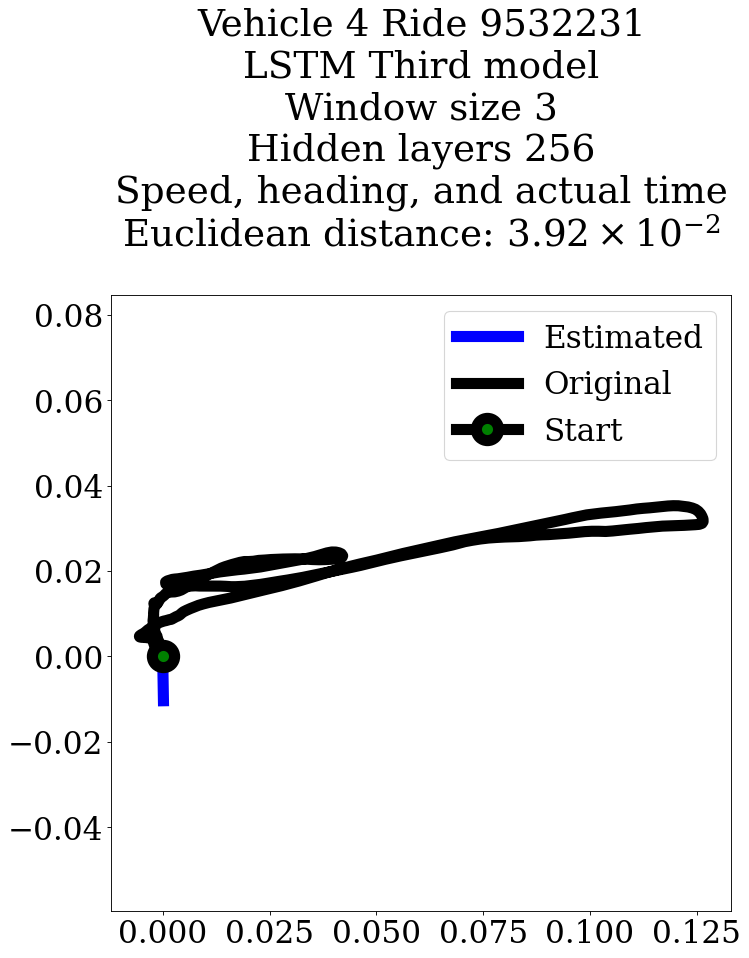 Vehicle 4 Ride 9532231
LSTM Third model
Window size 3
Hidden layers 256
Speed, heading, and actual time
Euclidean distance: 3.92 × 10⁻²
Estimated
Original
Start
0.08
0.06
0.04
0.02
0.00
−0.02
−0.04
0.000 0.025 0.050 0.075 0.100 0.125